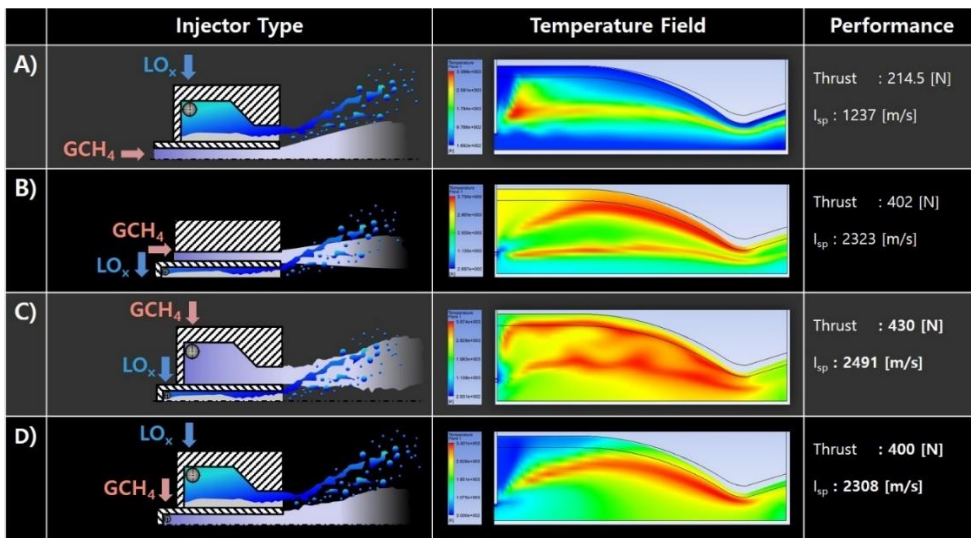 Injector Type
Temperature Field
Performance
A)
LOx
GCH4
Thrust : 214.5 [N]
Isp : 1237 [m/s]
B)
GCH4
LOx
Thrust : 402 [N]
Isp : 2323 [m/s]
C)
GCH4
LOx
Thrust : 430 [N]
Isp : 2491 [m/s]
D)
LOx
GCH4
Thrust : 400 [N]
Isp : 2308 [m/s]